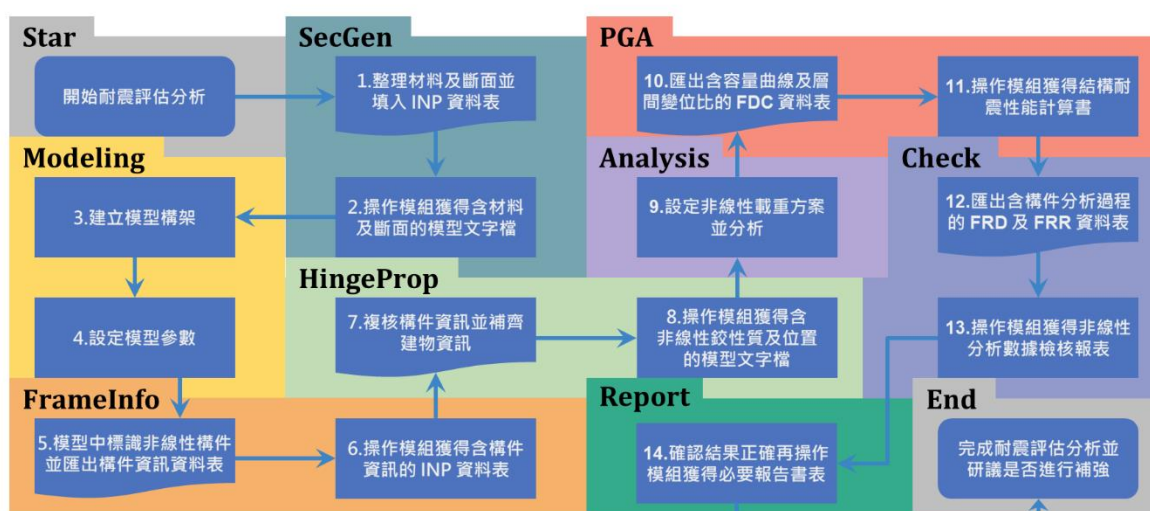 Star
開始耐震評估分析
SecGen
1.整理材料及斷面並
填入 INP 資料表
2.操作模組獲得含材料
及斷面的模型文字檔
Modeling
3.建立模型構架
4.設定模型參數
FrameInfo
5.模型中標識非線性構件
並匯出構件資訊資料表
6.操作模組獲得含構件
資訊的 INP 資料表
HingeProp
7.複核構件資訊並補齊
建物資訊
8.操作模組獲得含
非線性鉸性質及位置
的模型文字檔
Analysis
9.設定非線性載重方案
並分析
PGA
10.匯出含容量曲線及層
間變位比的 FDC 資料表
11.操作模組獲得結構耐
震性能計算書
Check
12.匯出含構件分析過程
的 FRD 及 FRR 資料表
13.操作模組獲得非線性
分析數據檢核報表
Report
14.確認結果正確再操作
模組獲得必要報告書表
End
完成耐震評估分析並
研議是否進行補強